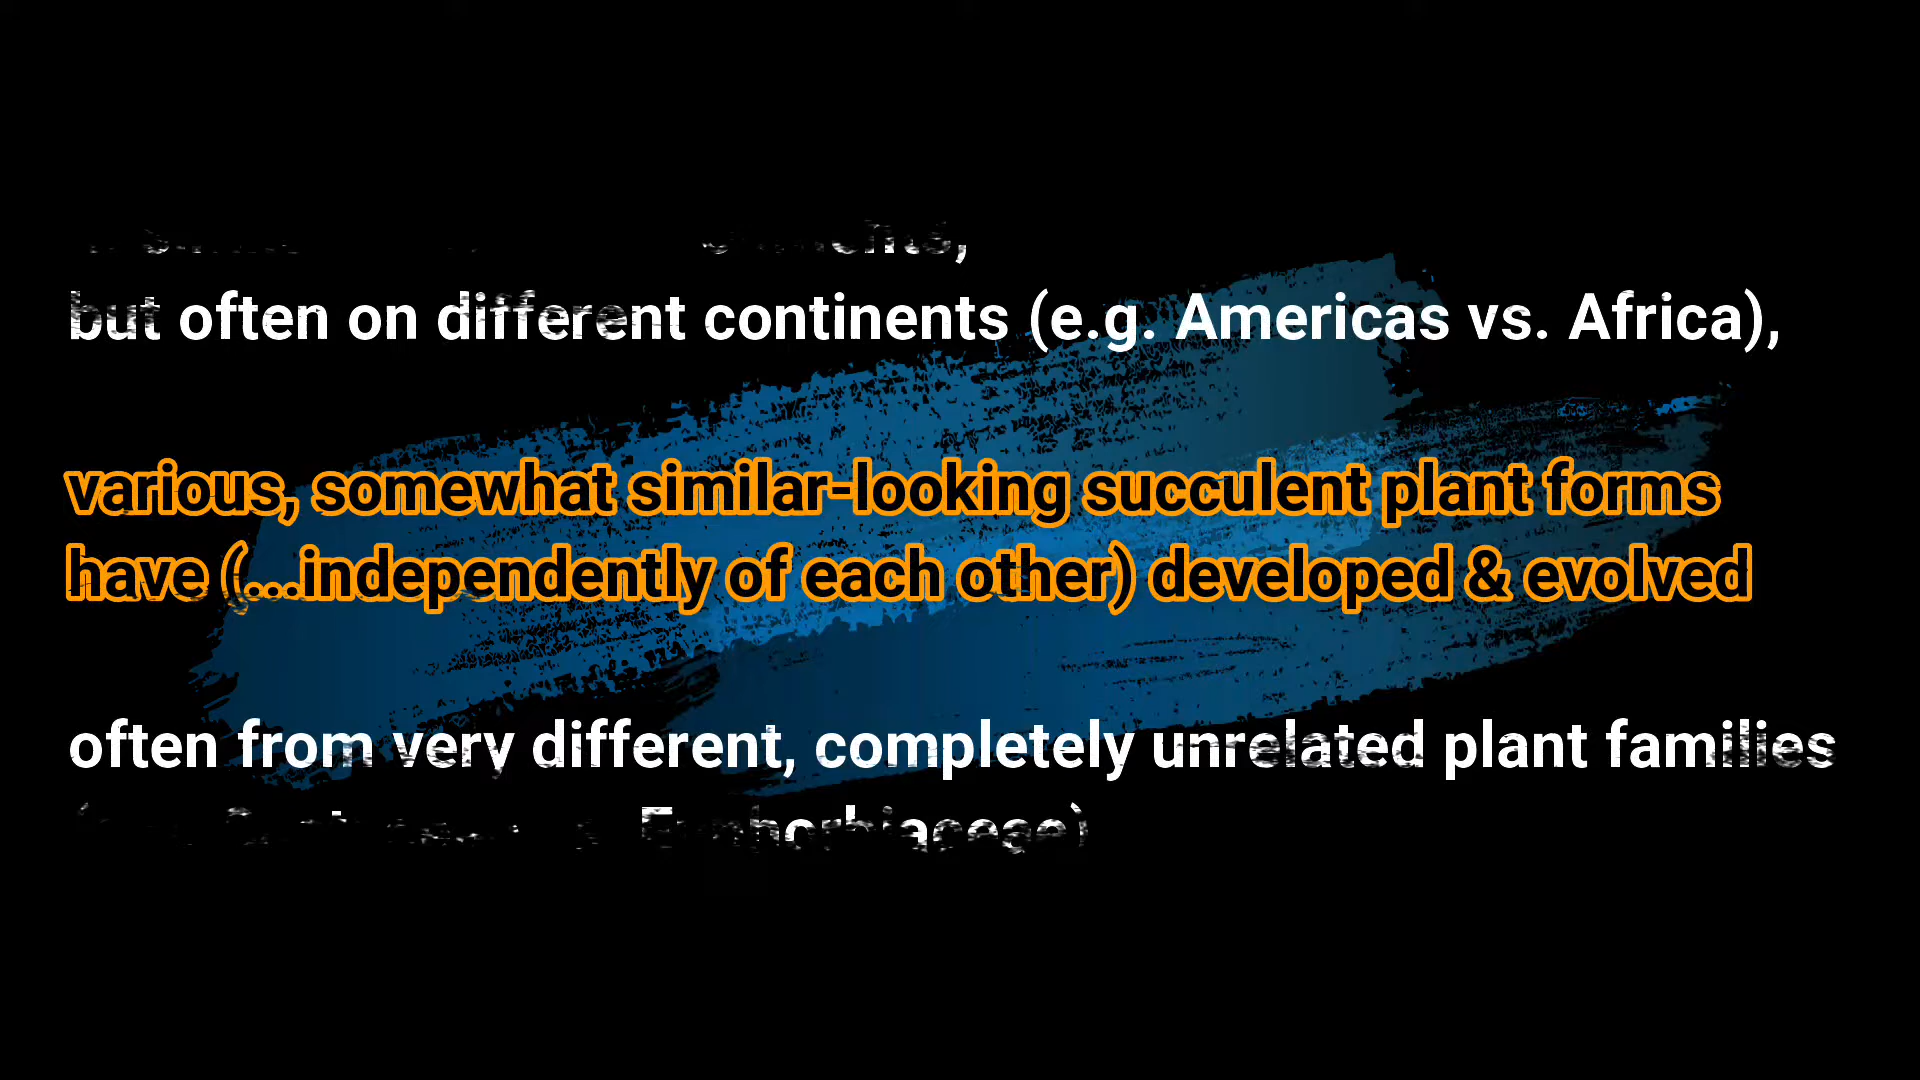 but often on different continents (e.g. Americas vs. Africa),
various, somewhat similar-looking succulent plant forms
have (...independently of each other) developed & evolved
often from very different, completely unrelated plant families
Euphorbiaceae)